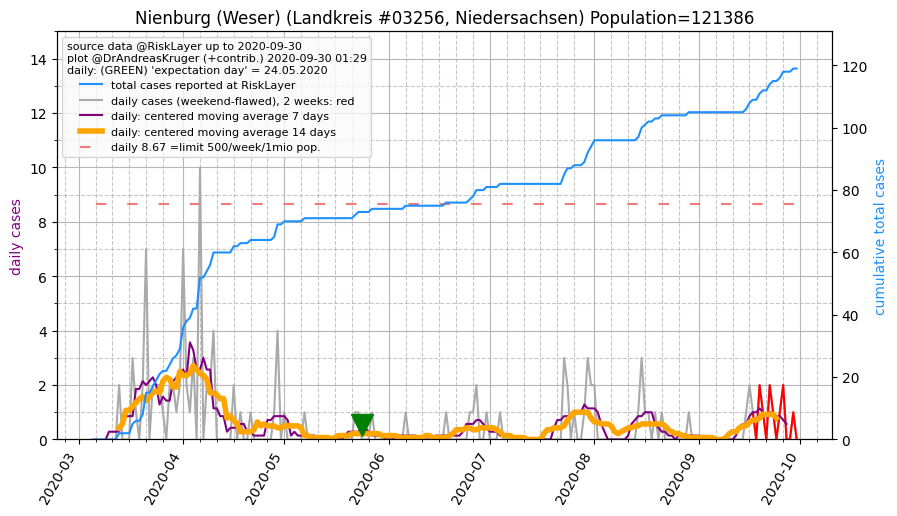 Nienburg (Weser) (Landkreis #03256, Niedersachsen) Population=121386
source data @RiskLayer up to 2020-09-30
plot @DrAndreasKruger (+contrib.) 2020-09-30 01:29
daily: (GREEN) 'expectation day' = 24.05.2020
total cases reported at RiskLayer
daily cases (weekend-flawed), 2 weeks: red
daily: centered moving average 7 days
daily: centered moving average 14 days
daily 8.67 =limit 500/week/1mio pop.
daily cases
14
12
10
8
6
4
2
0
cumulative total cases
120
100
80
60
40
20
0
2020-03
2020-04
2020-05
2020-06
2020-07
2020-08
2020-09
2020-10